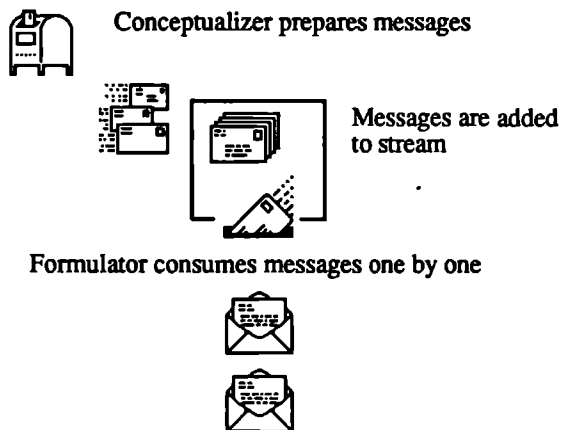 Conceptualizer prepares messages
Messages are added
to stream
Formulator consumes messages one by one